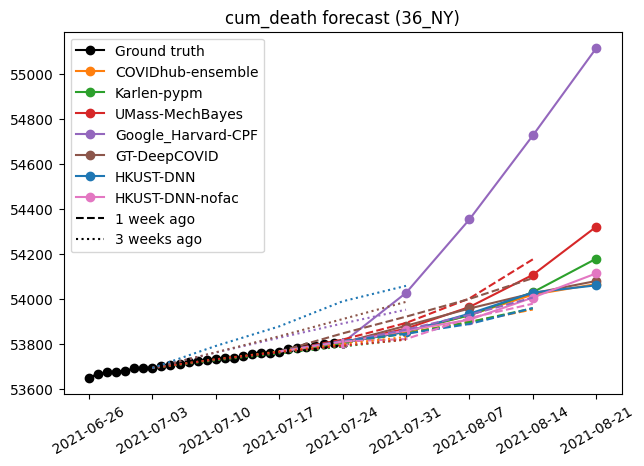 cum_death forecast (36_NY)
Ground truth
COVIDhub-ensemble
Karlen-pypm
UMass-MechBayes
Google_Harvard-CPF
GT-DeepCOVID
HKUST-DNN
HKUST-DNN-nofac
1 week ago
3 weeks ago
55000
54800
54600
54400
54200
54000
53800
53600
2021-06-26
2021-07-03
2021-07-10
2021-07-17
2021-07-24
2021-07-31
2021-08-07
2021-08-14
2021-08-21